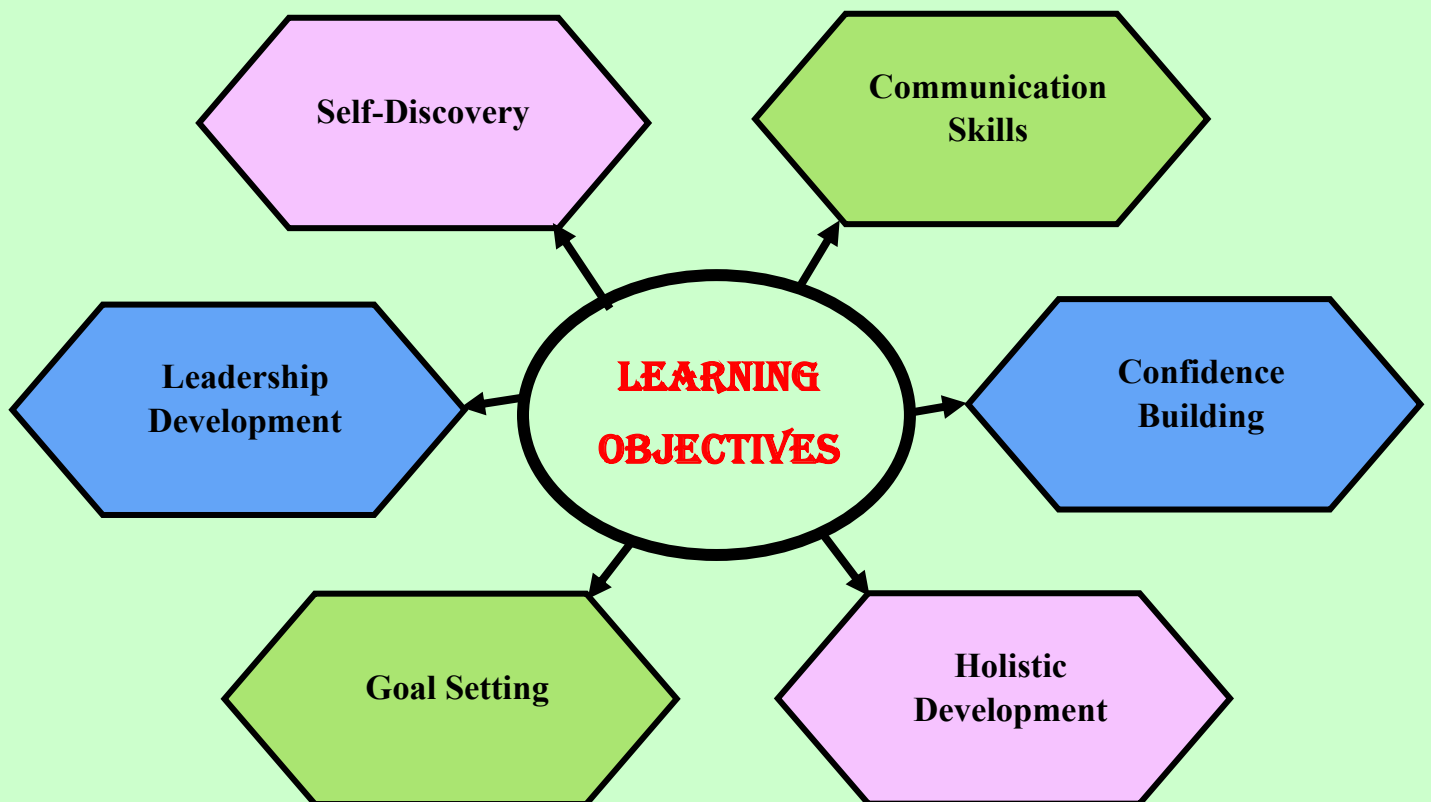 Self-Discovery
Communication
Skills
Leadership
Development
LEARNING
OBJECTIVES
Confidence
Building
Goal Setting
Holistic
Development